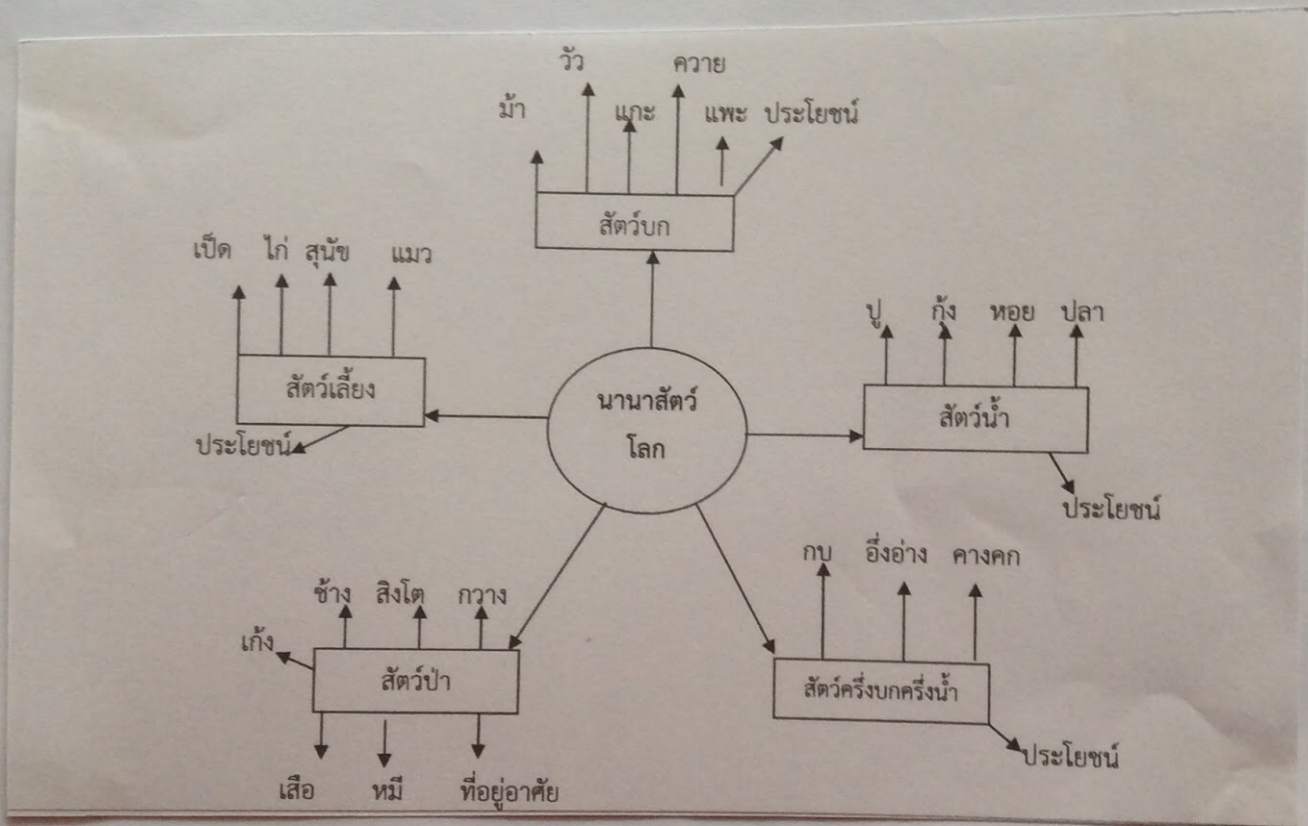 วัว ควาย
ม้า แกะ แพะ ประโยชน์
สัตว์บก
เป็ด ไก่ สุนัข แมว
สัตว์เลี้ยง
ประโยชน์
นานาสัตว์
โลก
ปู กุ้ง หอย ปลา
สัตว์น้ำ
ประโยชน์
ช้าง สิงโต กวาง
เก้ง
สัตว์ป่า
เสือ หมี ที่อยู่อาศัย
กบ อึ่งอ่าง คางคก
สัตว์ครึ่งบกครึ่งน้ำ
ประโยชน์